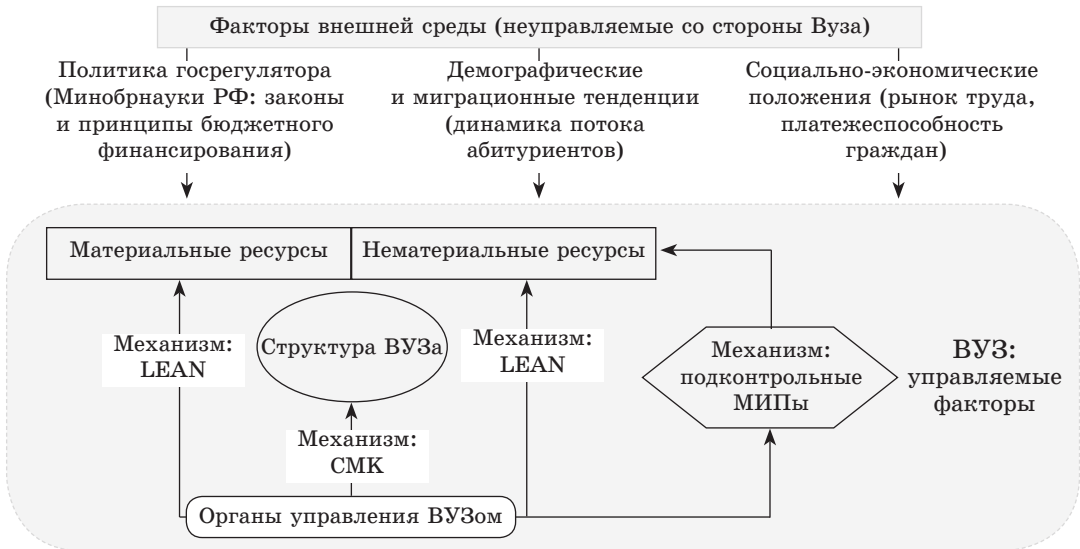 Факторы внешней среды (неуправляемые со стороны Вуза)
Политика госрегулятора
(Минобрнауки РФ: законы
и принципы бюджетного
финансирования)
Демографические
и миграционные тенденции
(динамика потока
абитуриентов)
Социально-экономические
положения (рынок труда,
платежеспособность
граждан)
Материальные ресурсы
Нематериальные ресурсы
Механизм:
LEAN
Структура ВУЗа
Механизм:
LEAN
Механизм:
подконтрольные
МИПы
ВУЗ:
управляемые
факторы
Механизм:
СМК
Органы управления ВУЗом